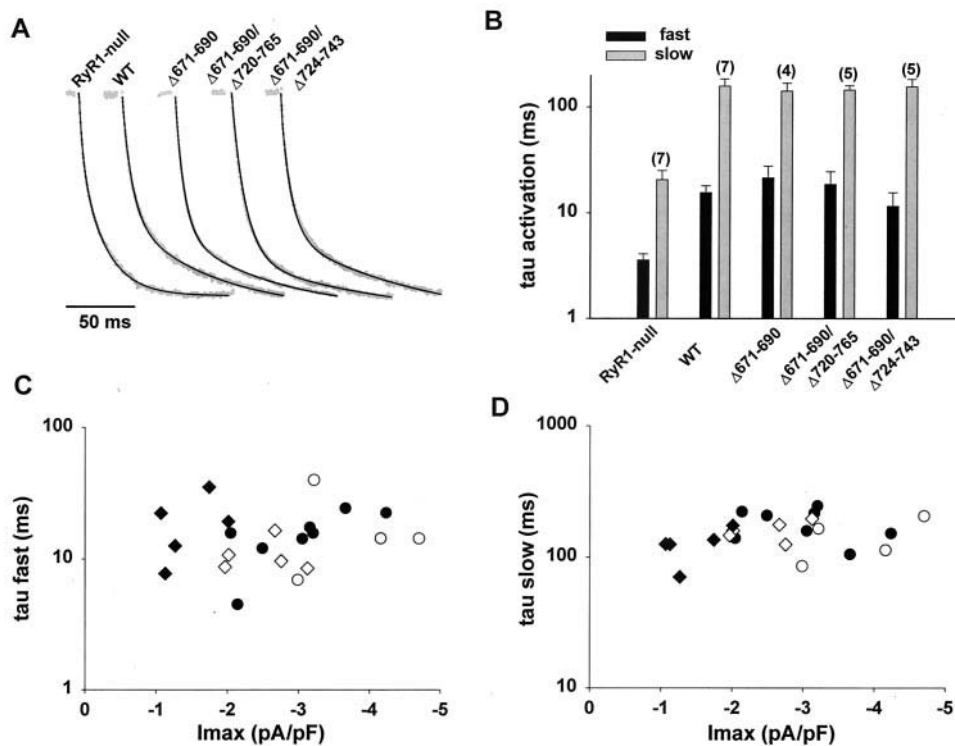 A
RyR1-null
WT
Δ671-690
Δ671-690/
Δ720-765
Δ671-690/
Δ724-743
50 ms
B
fast
slow
tau activation (ms)
100
10
1
(7)
(7)
(4)
(5)
(5)
RyR1-null
WT
Δ671-690
Δ671-690/
Δ720-765
Δ671-690/
Δ724-743
C
tau fast (ms)
100
10
1
0
-1
-2
-3
-4
-5
Imax (pA/pF)
D
tau slow (ms)
1000
100
10
0
-1
-2
-3
-4
-5
Imax (pA/pF)